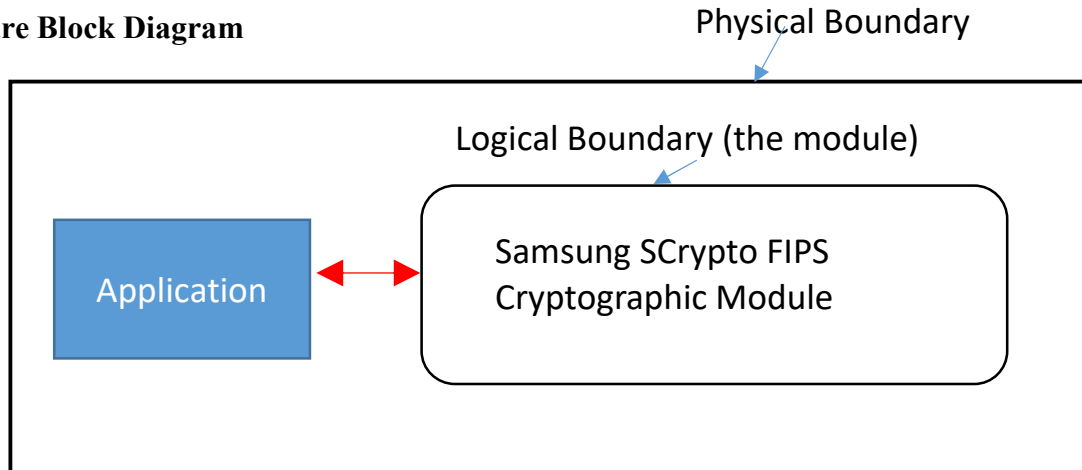 re Block Diagram
Physical Boundary
Logical Boundary (the module)
Samsung SCrypto FIPS
Cryptographic Module
Application